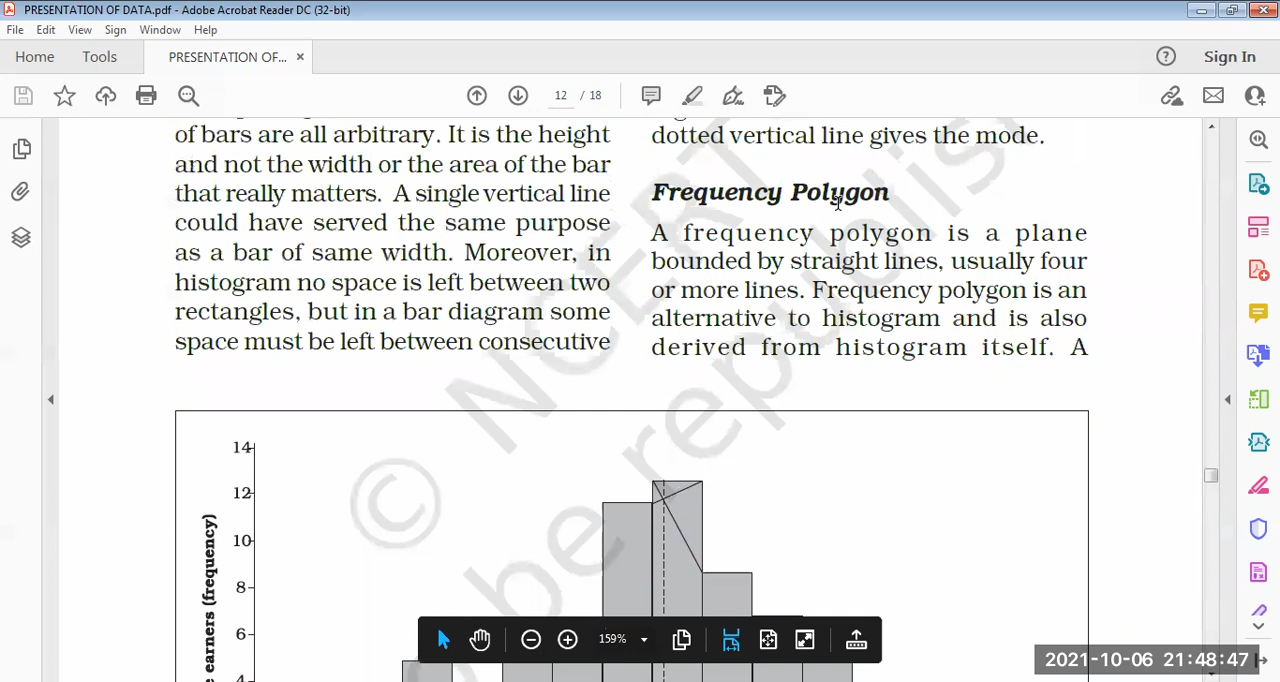 PRESENTATION OF DATA.pdf - Adobe Acrobat Reader DC (32-bit)
File Edit View Sign Window Help
Home Tools PRESENTATION OF... × Sign In
12 / 18
of bars are all arbitrary. It is the height
and not the width or the area of the bar
that really matters. A single vertical line
could have served the same purpose
as a bar of same width. Moreover, in
histogram no space is left between two
rectangles, but in a bar diagram some
space must be left between consecutive
dotted vertical line gives the mode.
Frequency Polygon
A frequency polygon is a plane
bounded by straight lines, usually four
or more lines. Frequency polygon is an
alternative to histogram and is also
derived from histogram itself. A
© NCERT
be republis
14
12
10
8
6
4
earners (frequency)
159%
2021-10-06 21:48:47